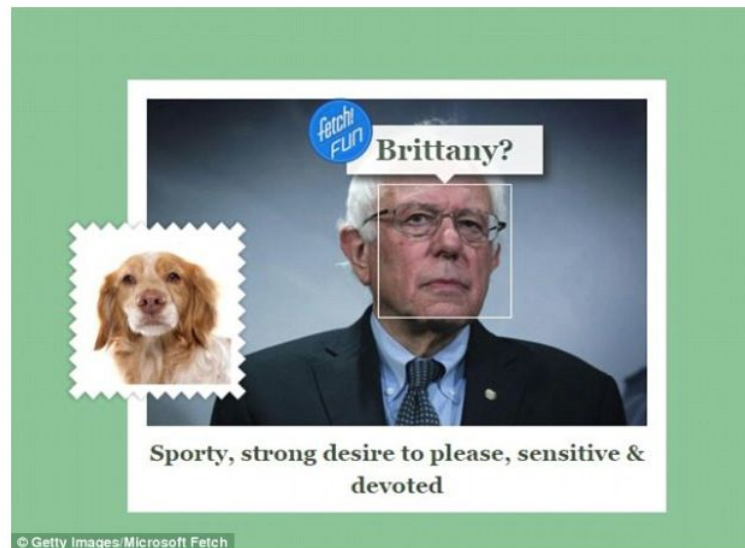 fetch!
FUN
Brittany?
Sporty, strong desire to please, sensitive &
devoted
© Getty Images/Microsoft Fetch